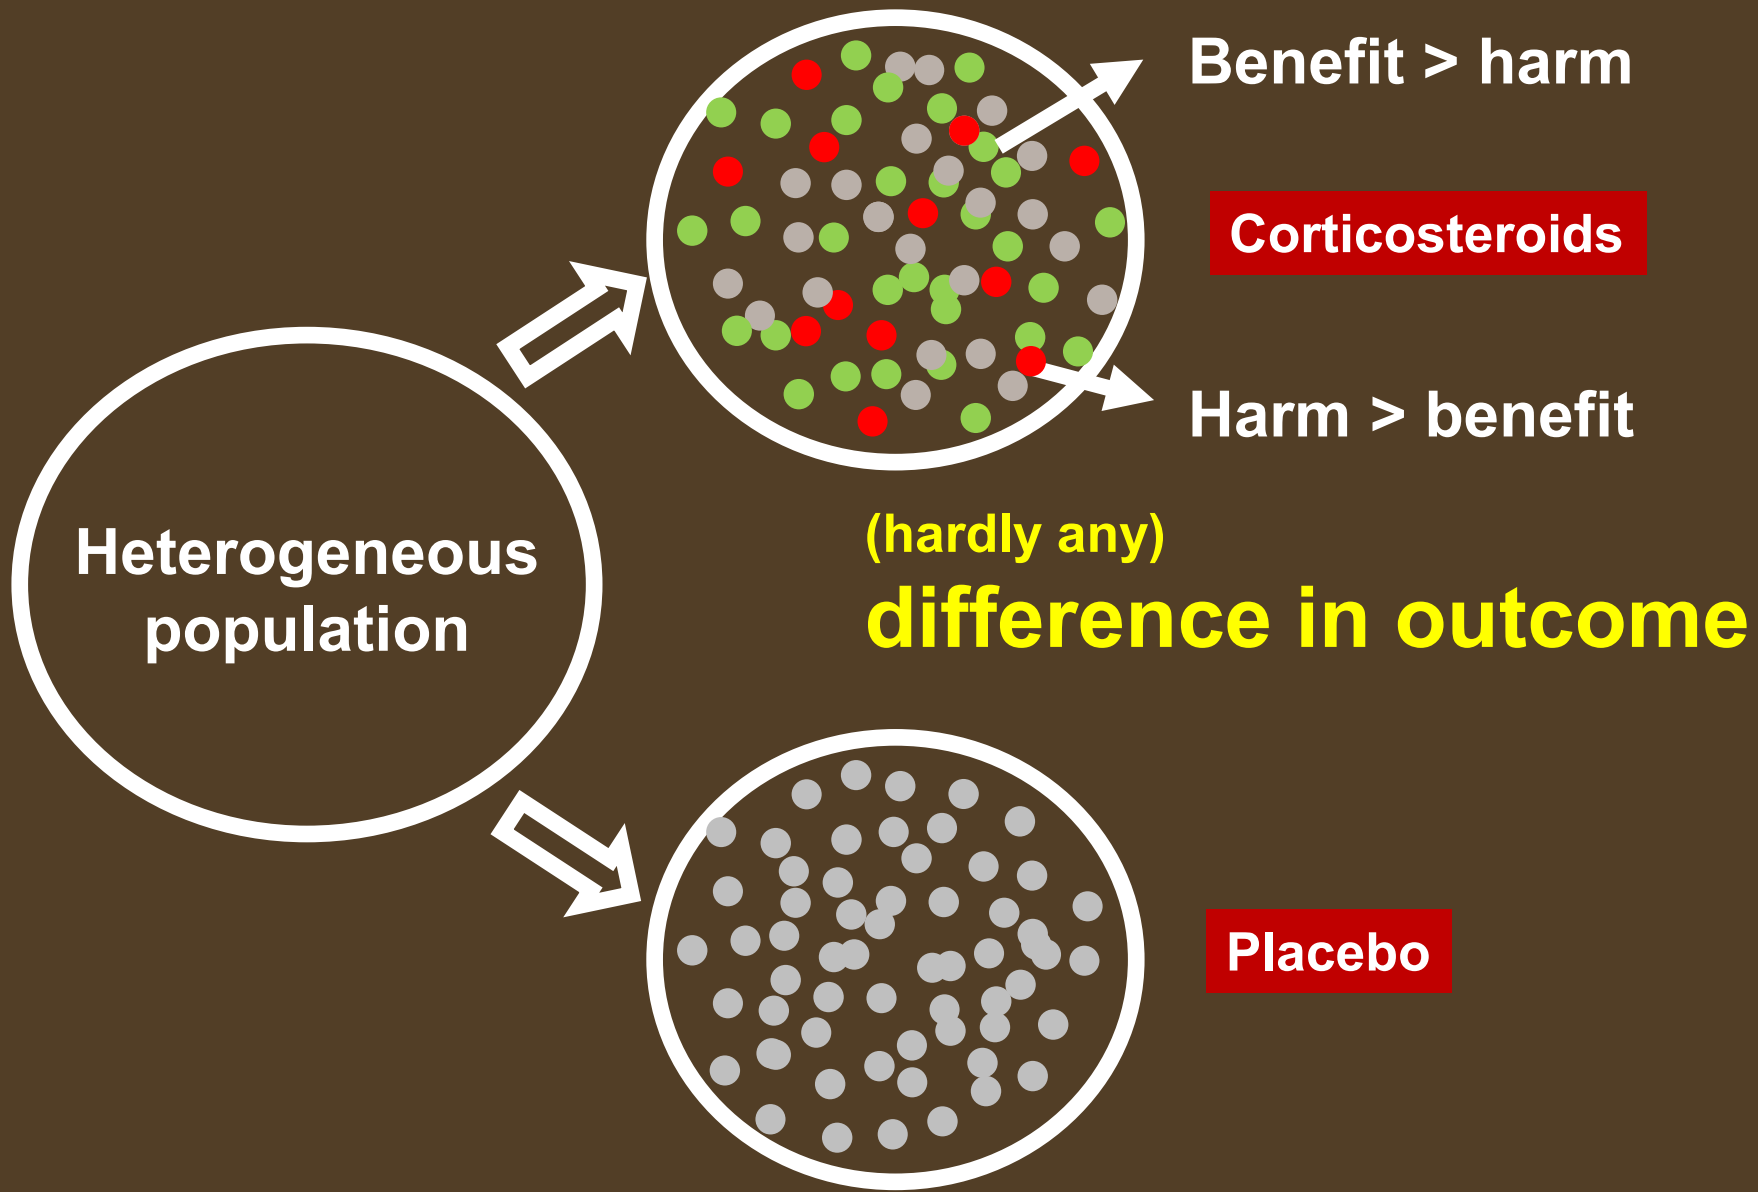 Benefit > harm
Corticosteroids
Harm > benefit
Heterogeneous
population
(hardly any)
difference in outcome
Placebo